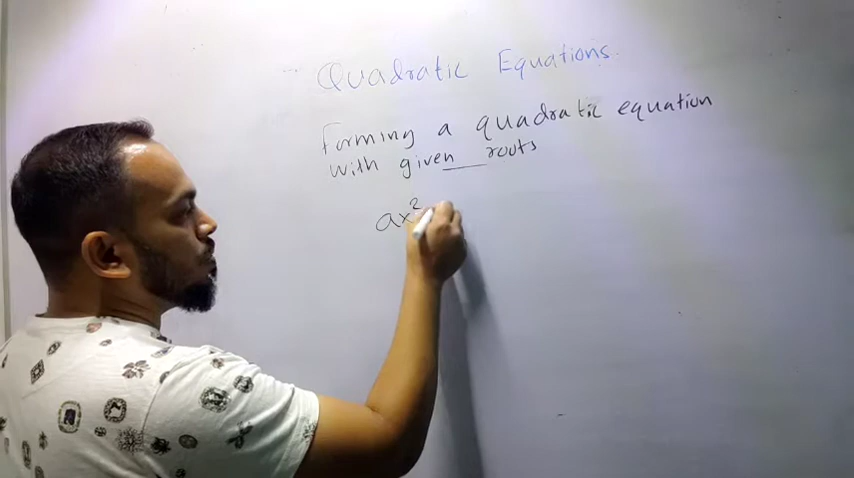 Quadratic Equations
Forming a quadratic equation
with given roots
ax²